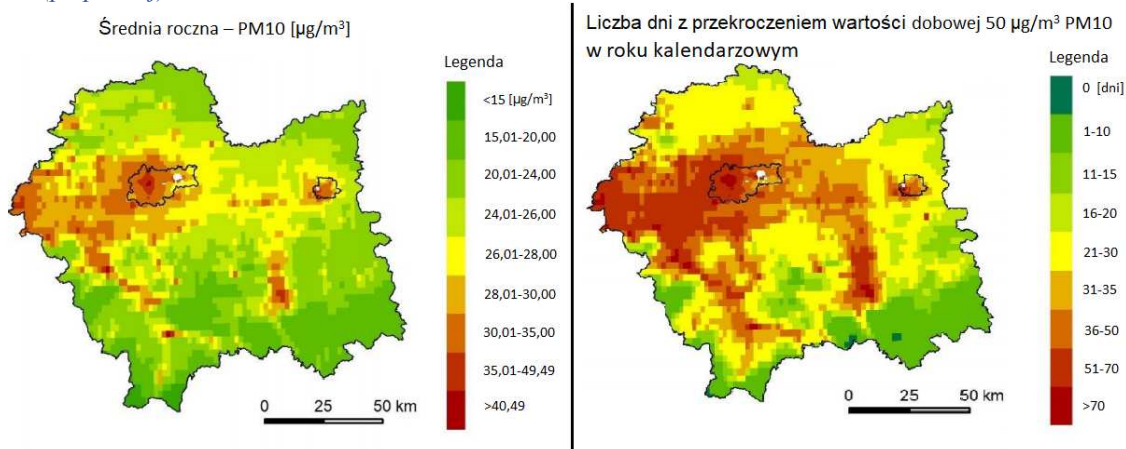 Średnia roczna – PM10 [µg/m³]
Legenda
<15 [µg/m³]
15,01-20,00
20,01-24,00
24,01-26,00
26,01-28,00
28,01-30,00
30,01-35,00
35,01-49,49
>40,49
0 25 50 km
Liczba dni z przekroczeniem wartości dobowej 50 µg/m³ PM10
w roku kalendarzowym
Legenda
0 [dni]
1-10
11-15
16-20
21-30
31-35
36-50
51-70
>70
0 25 50 km